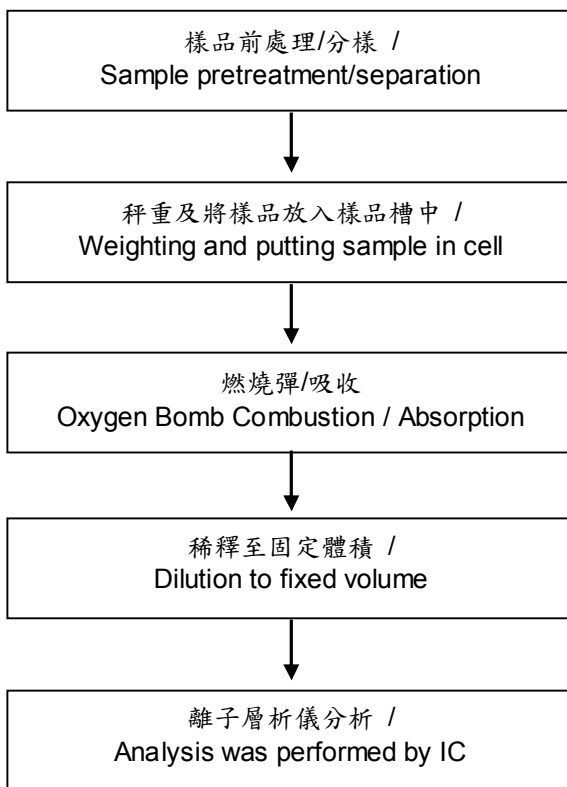 樣品前處理/分樣 /
Sample pretreatment/separation
秤重及將樣品放入樣品槽中 /
Weighting and putting sample in cell
燃燒彈/吸收
Oxygen Bomb Combustion / Absorption
稀釋至固定體積 /
Dilution to fixed volume
離子層析儀分析 /
Analysis was performed by IC